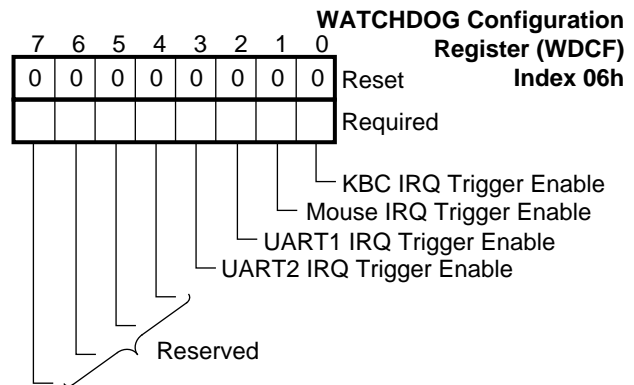 WATCHDOG Configuration
Register (WDCF)
Index 06h
7 6 5 4 3 2 1 0
0 0 0 0 0 0 0 0 Reset
Required
KBC IRQ Trigger Enable
Mouse IRQ Trigger Enable
UART1 IRQ Trigger Enable
UART2 IRQ Trigger Enable
Reserved